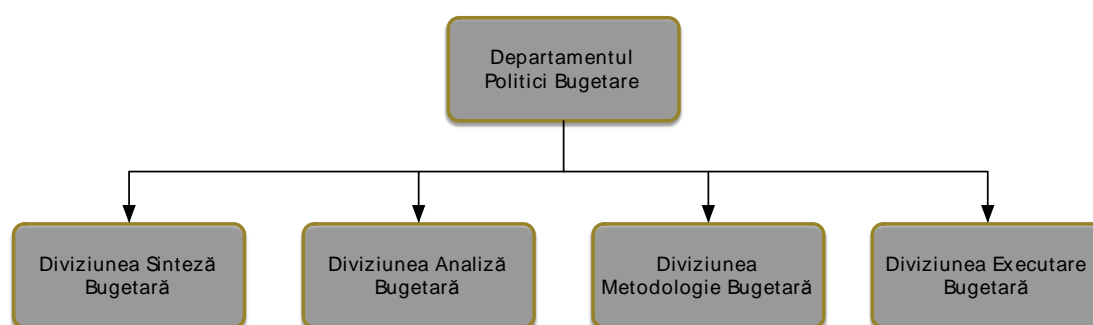 Departamentul
Politici Bugetare
Diviziunea Sinteză
Bugetară
Diviziunea Analiză
Bugetară
Diviziunea
Metodologie Bugetară
Diviziunea Executare
Bugetară